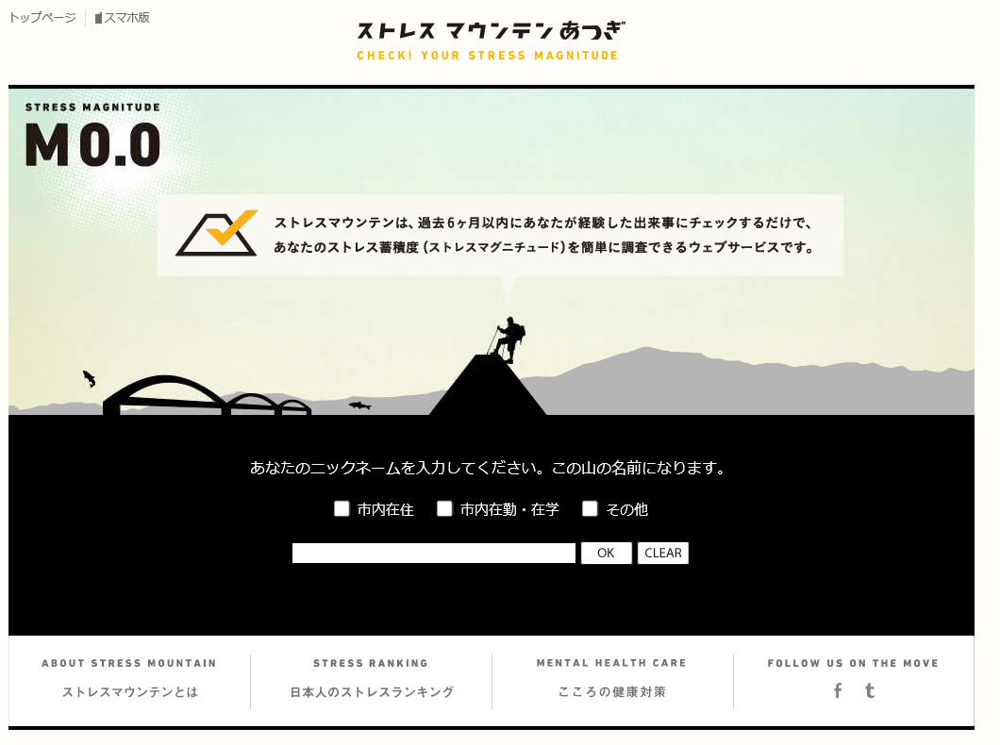 トップページ
スマホ版
ストレス マウンテン あつぎ
CHECK! YOUR STRESS MAGNITUDE
STRESS MAGNITUDE
M 0.0
ストレスマウンテンは、過去6ヶ月以内にあなたが経験した出来事にチェックするだけで、
あなたのストレス蓄積度(ストレスマグニチュード)を簡単に調査できるウェブサービスです。
あなたのニックネームを入力してください。この山の名前になります。
市内在住 市内在勤・在学 その他
OK CLEAR
ABOUT STRESS MOUNTAIN
ストレスマウンテンとは
STRESS RANKING
日本人のストレスランキング
MENTAL HEALTH CARE
こころの健康対策
FOLLOW US ON THE MOVE
f t